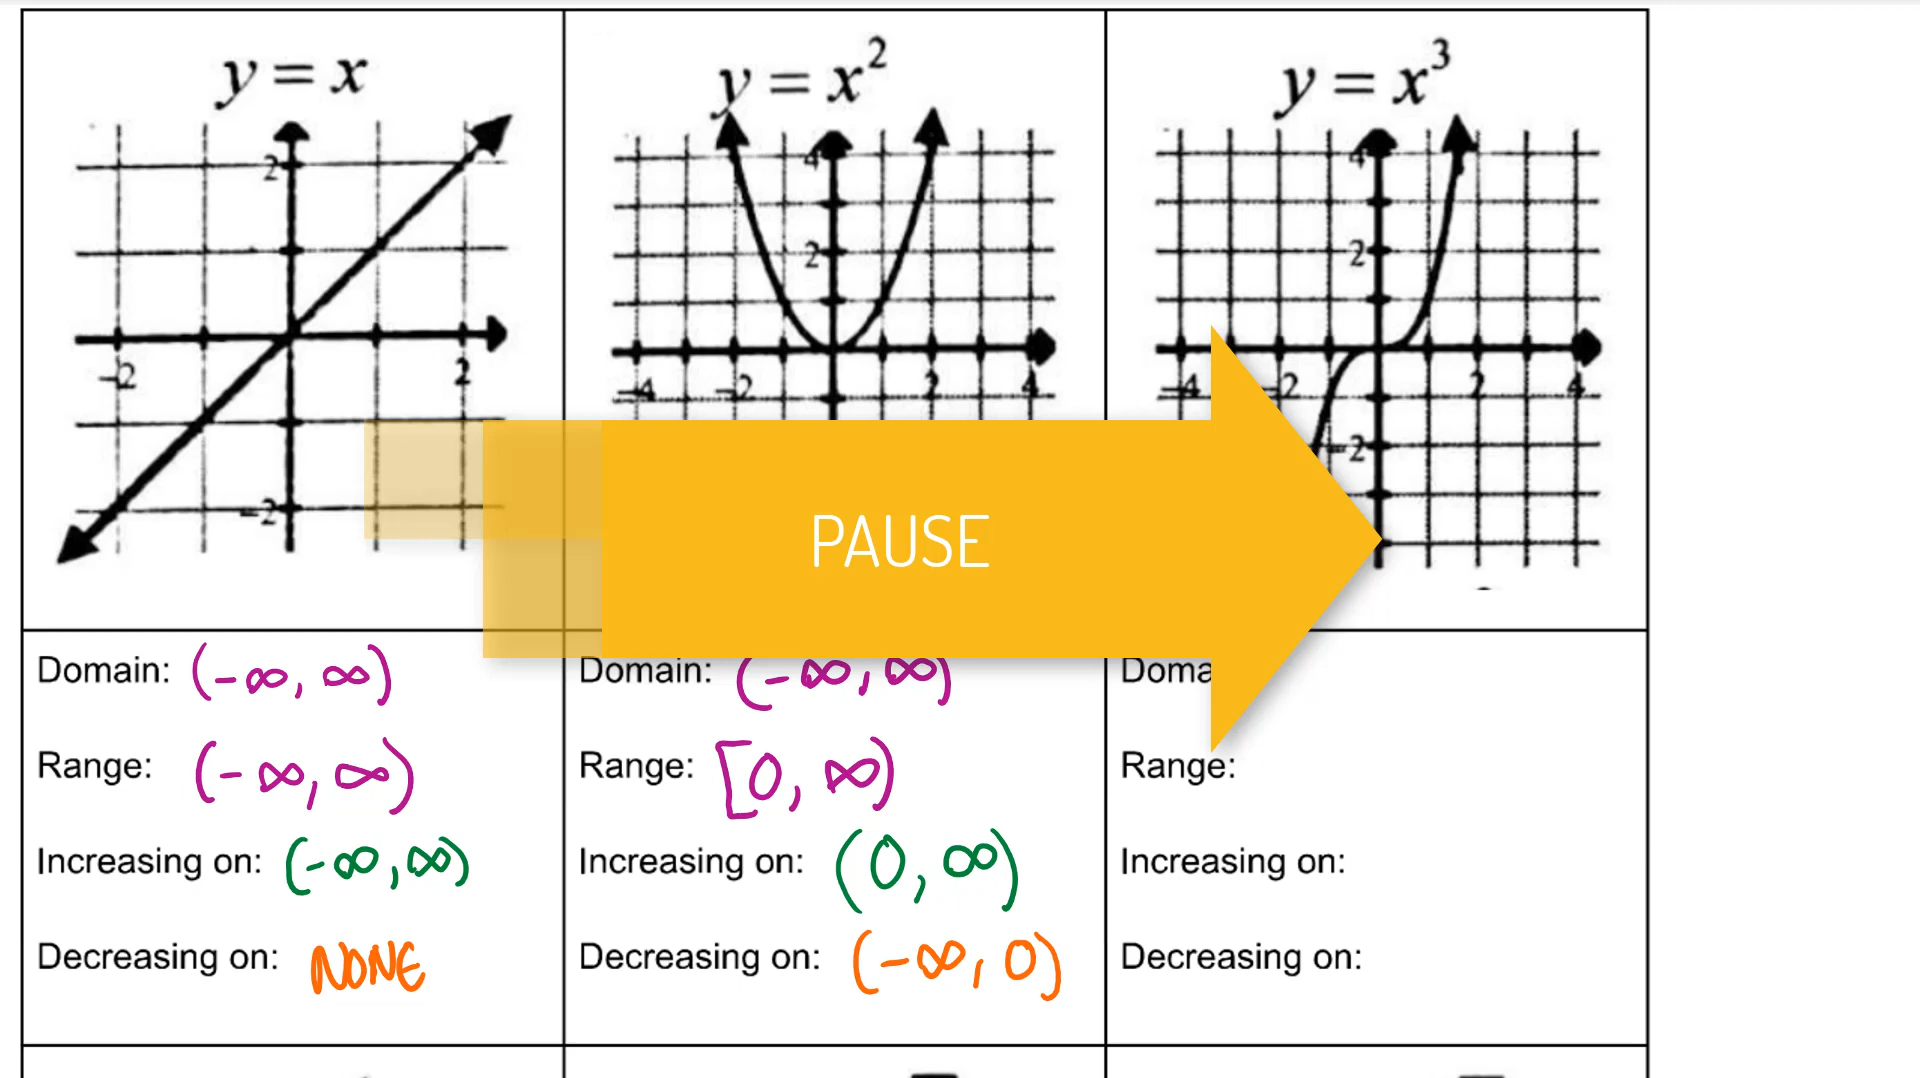 y = x
y = x²
y = x³
2
-2
2
-2
4
2
-4
-2
2
4
4
2
-4
-2
2
4
-2
PAUSE
Domain: (-∞, ∞)
Range: (-∞, ∞)
Increasing on: (-∞, ∞)
Decreasing on: NONE
Domain: (-∞, ∞)
Range: [0, ∞)
Increasing on: (0, ∞)
Decreasing on: (-∞, 0)
Range:
Increasing on:
Decreasing on: